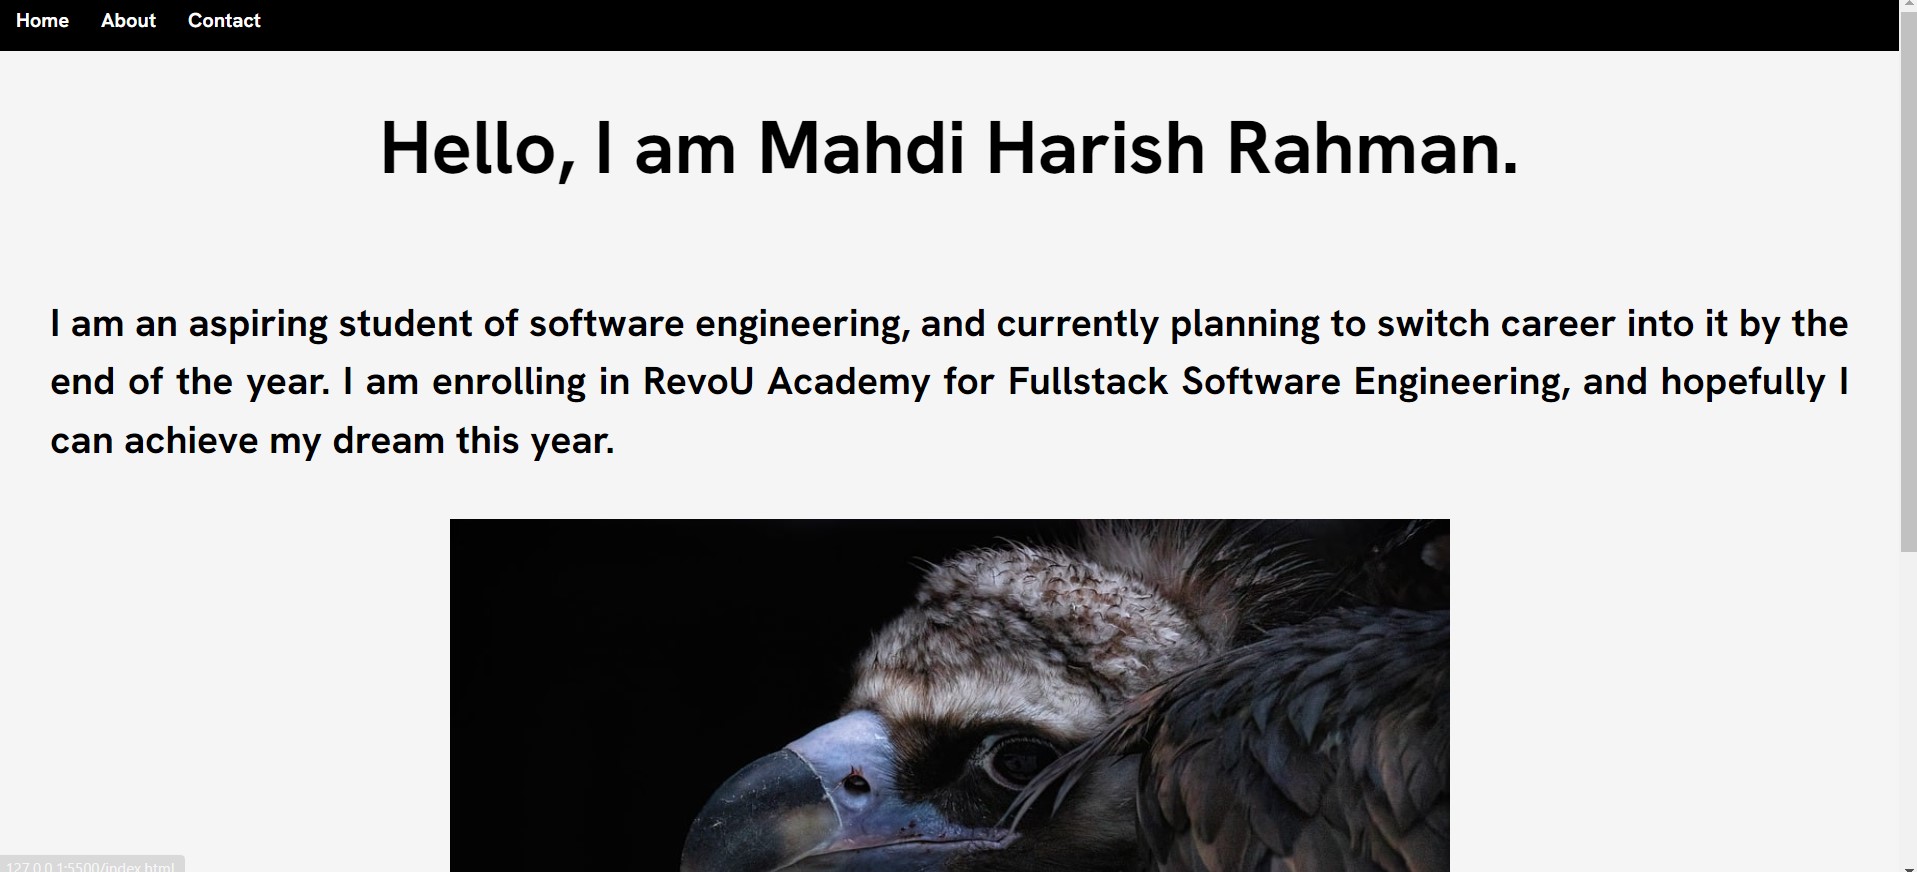 Home About Contact
Hello, I am Mahdi Harish Rahman.
I am an aspiring student of software engineering, and currently planning to switch career into it by the
end of the year. I am enrolling in RevoU Academy for Fullstack Software Engineering, and hopefully I
can achieve my dream this year.
127.0.0.1:5500/index.html